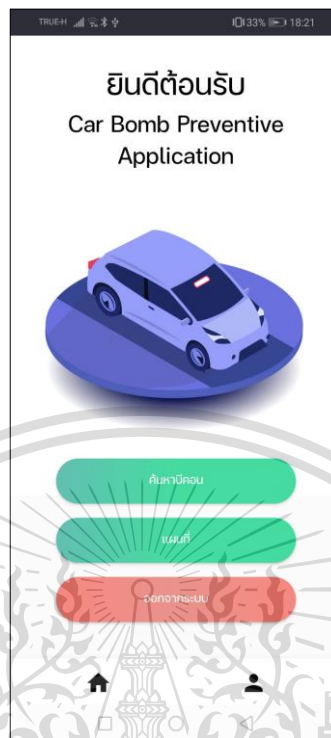 TRUE-H 33% 18:21
ยินดีต้อนรับ
Car Bomb Preventive
Application
ค้นหาบีคอน
แผนที่
ออกจากระบบ